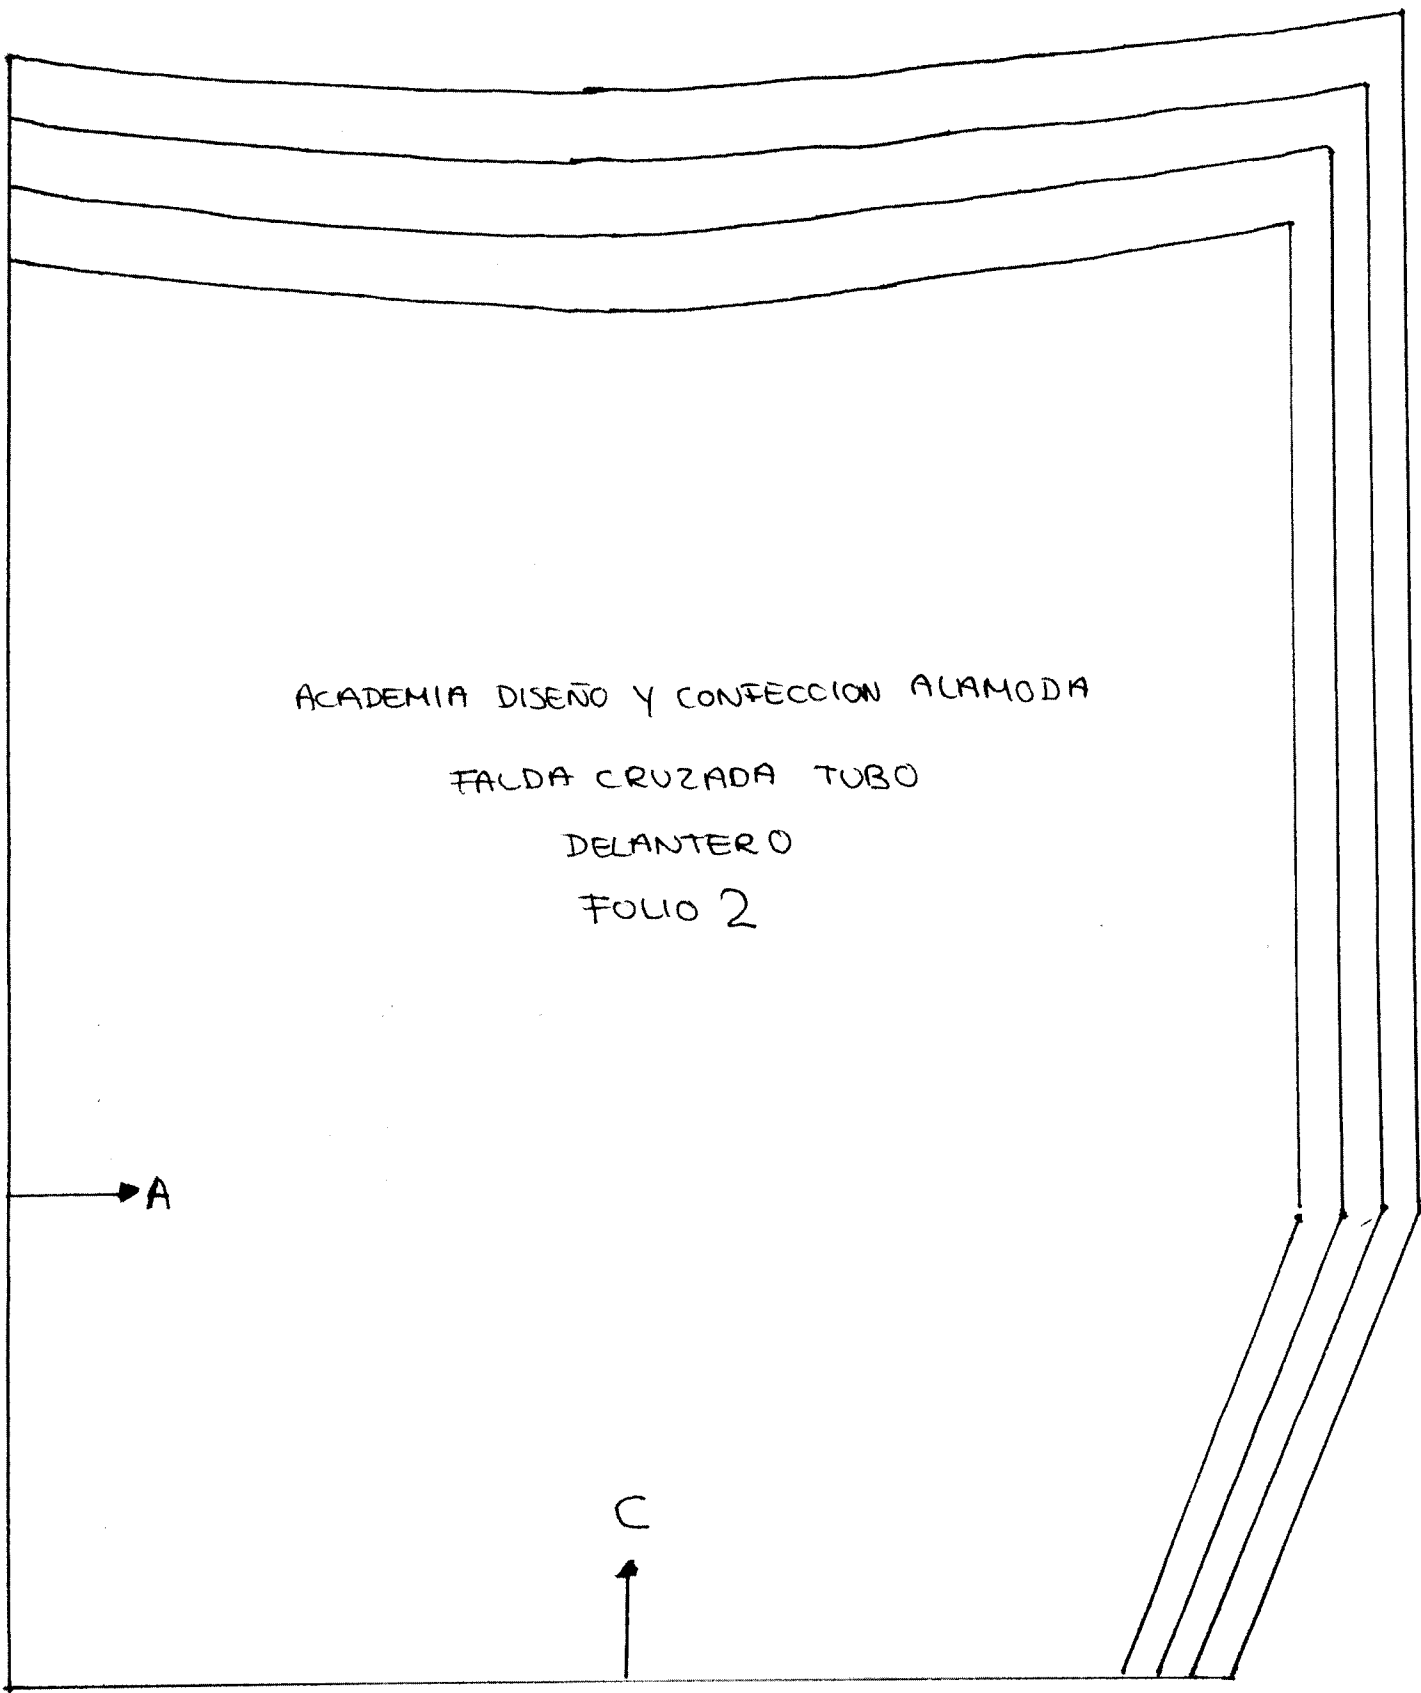 ACADEMIA DISEÑO Y CONFECCION ALAMODA
FALDA CRUZADA TUBO
DELANTERO
FOLIO 2
A
C